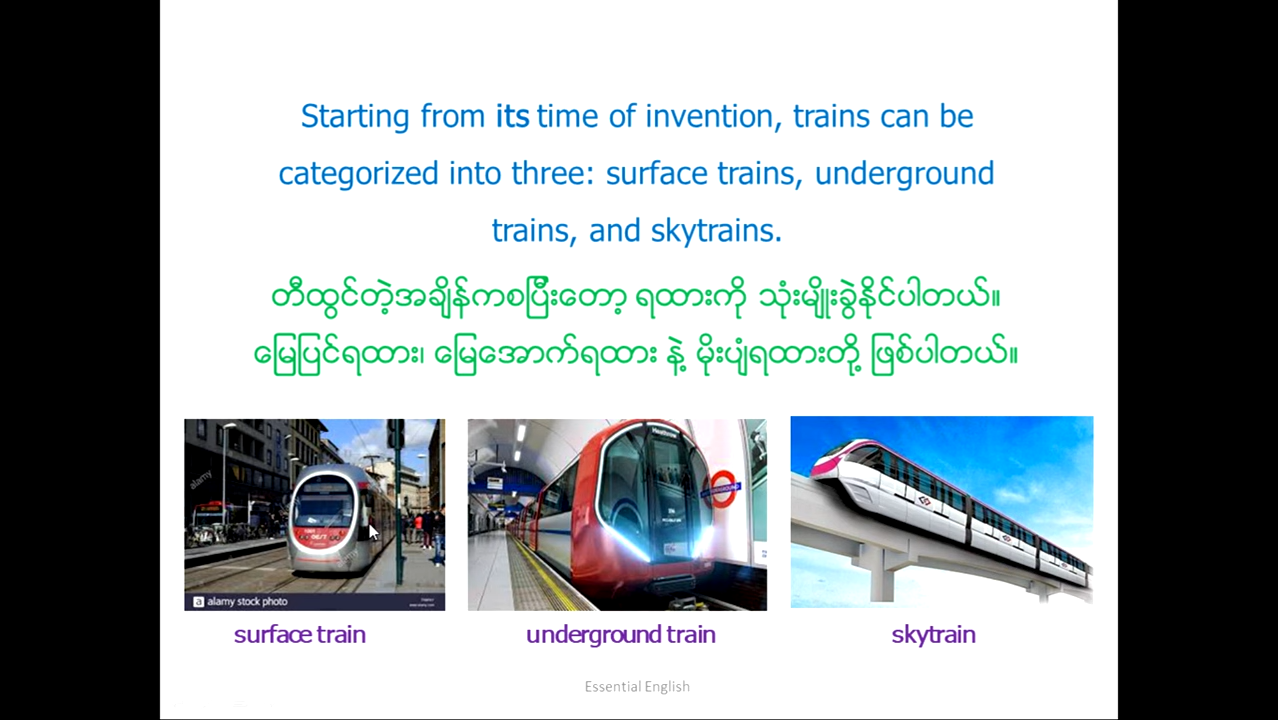 Starting from its time of invention, trains can be
categorized into three: surface trains, underground
trains, and skytrains.
တီထွင်တဲ့အချိန်ကစပြီးတော့ ရထားကို သုံးမျိုးခွဲနိုင်ပါတယ်။
မြေပြင်ရထား၊ မြေအောက်ရထား နဲ့ မိုးပျံရထားတို့ ဖြစ်ပါတယ်။
alamy
a alamy stock photo
Heathrow
UNDERGROUND
surface train
underground train
skytrain
Essential English